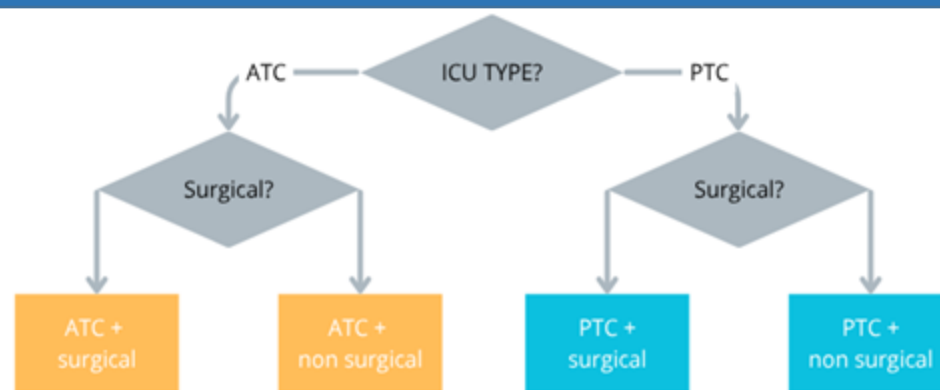 ICU TYPE?
ATC
PTC
Surgical?
Surgical?
ATC +
surgical
ATC +
non surgical
PTC +
surgical
PTC +
non surgical